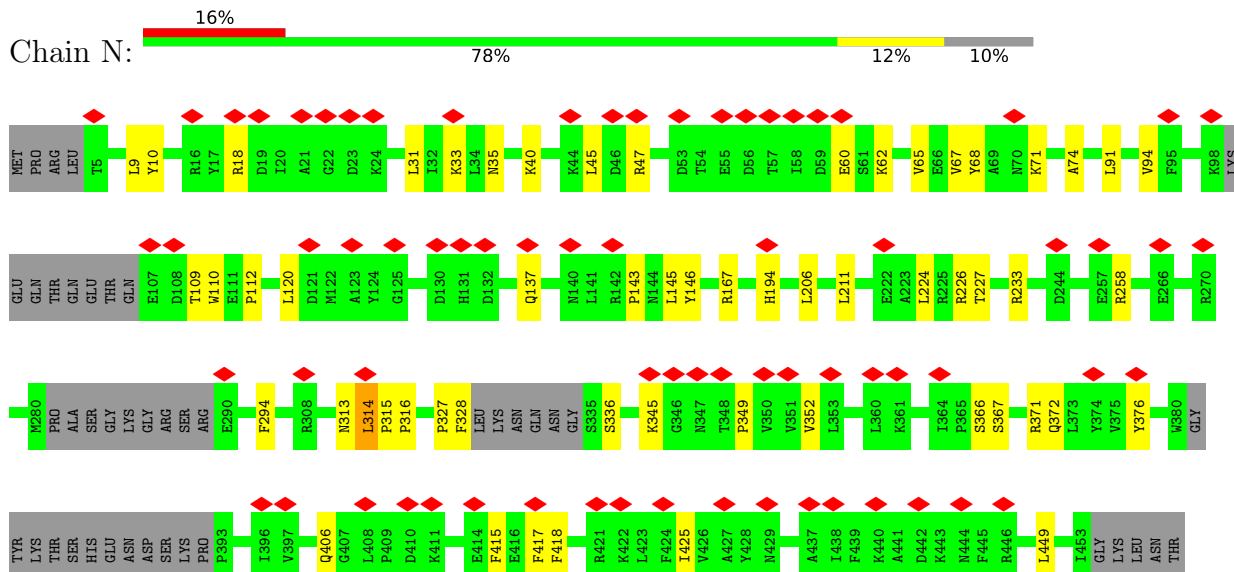 16%
Chain N:
78% 12% 10%
MET PRO ARG LEU T5 L9 Y10 R16 Y17 R18 D19 I20 A21 G22 D23 K24 L31 I32 K33 L34 N35 K40 K44 L45 D46 R47 D53 T54 E55 D56 T57 I58 D59 E60 S61 K62 V65 E66 V67 Y68 A69 N70 K71 A74 L91 V94 F95 K98 LYS
GLU GLN THR GLN GLU THR GLN E107 D108 T109 W110 E111 P112 L120 D121 M122 A123 Y124 G125 D130 H131 D132 Q137 N140 L141 R142 P143 N144 L145 Y146 R167 H194 L206 L211 E222 A223 L224 R225 R226 T227 R233 D244 E257 R258 E266 R270
M280 PRO ALA SER GLY LYS GLY ARG SER ARG E290 F294 R308 N313 L314 P315 P316 P327 F328 LEU LYS ASN GLN ASN GLY S335 S336 K345 G346 N347 T348 P349 V350 V351 V352 L353 L360 K361 I364 P365 S366 S367 R371 Q372 L373 Y374 V375 Y376 W380 GLY
TYR LYS THR SER HIS GLU ASN ASP SER LYS PRO P393 I396 V397 Q406 G407 L408 P409 D410 K411 E414 F415 E416 F417 F418 R421 K422 L423 F424 I425 V426 A427 Y428 N429 A437 I438 F439 K440 A441 D442 K443 N444 F445 R446 L449 I453 GLY LYS LEU ASN THR